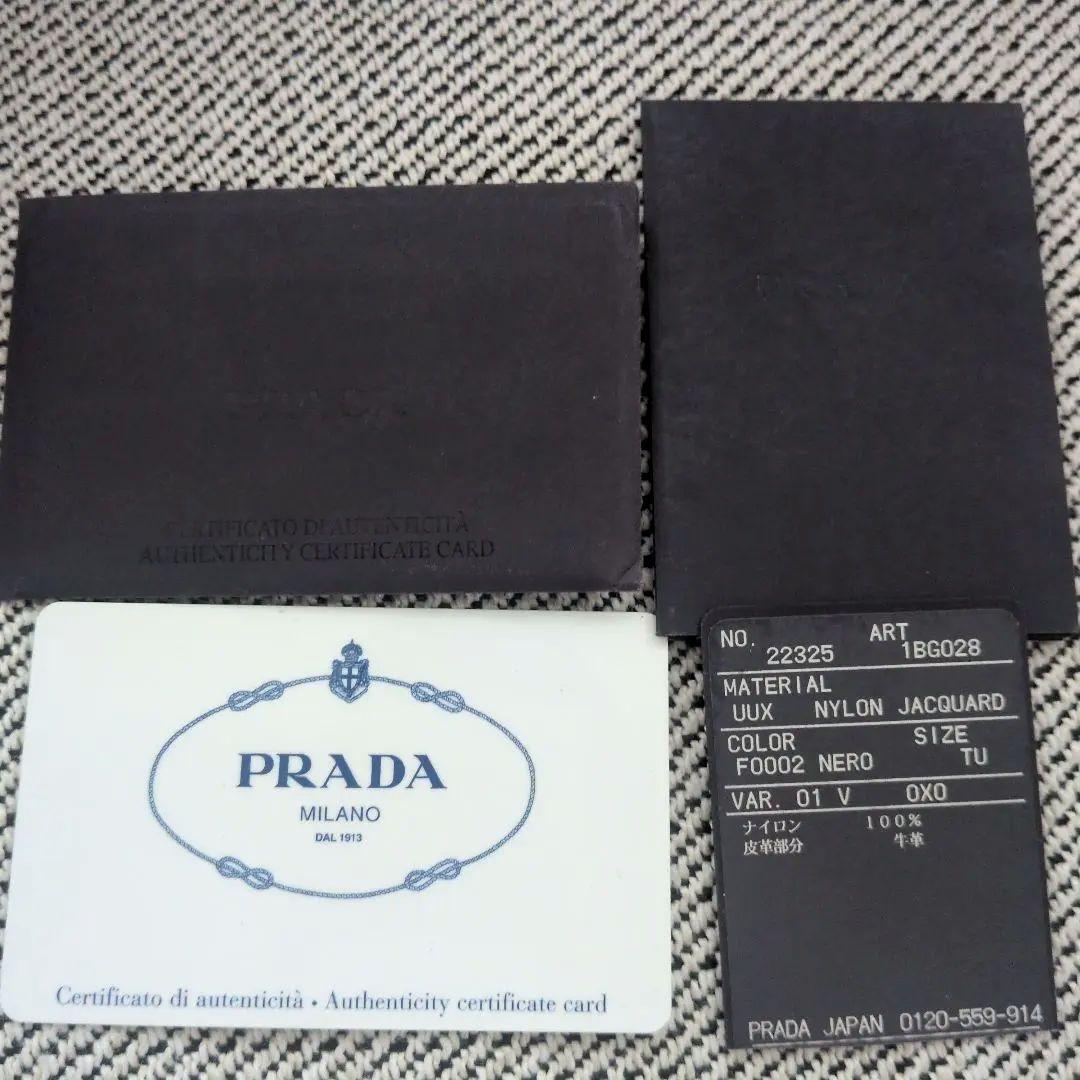 PRADA
CERTIFICATO DI AUTENTICITÀ
AUTHENTICITY CERTIFICATE CARD
PRADA
MILANO
DAL 1913
Certificato di autenticità • Authenticity certificate card
NO. ART
22325 1BG028
MATERIAL
UUX NYLON JACQUARD
COLOR SIZE
F0002 NERO TU
VAR. 01 V OXO
ナイロン 100%
皮革部分 牛革
PRADA JAPAN 0120-559-914